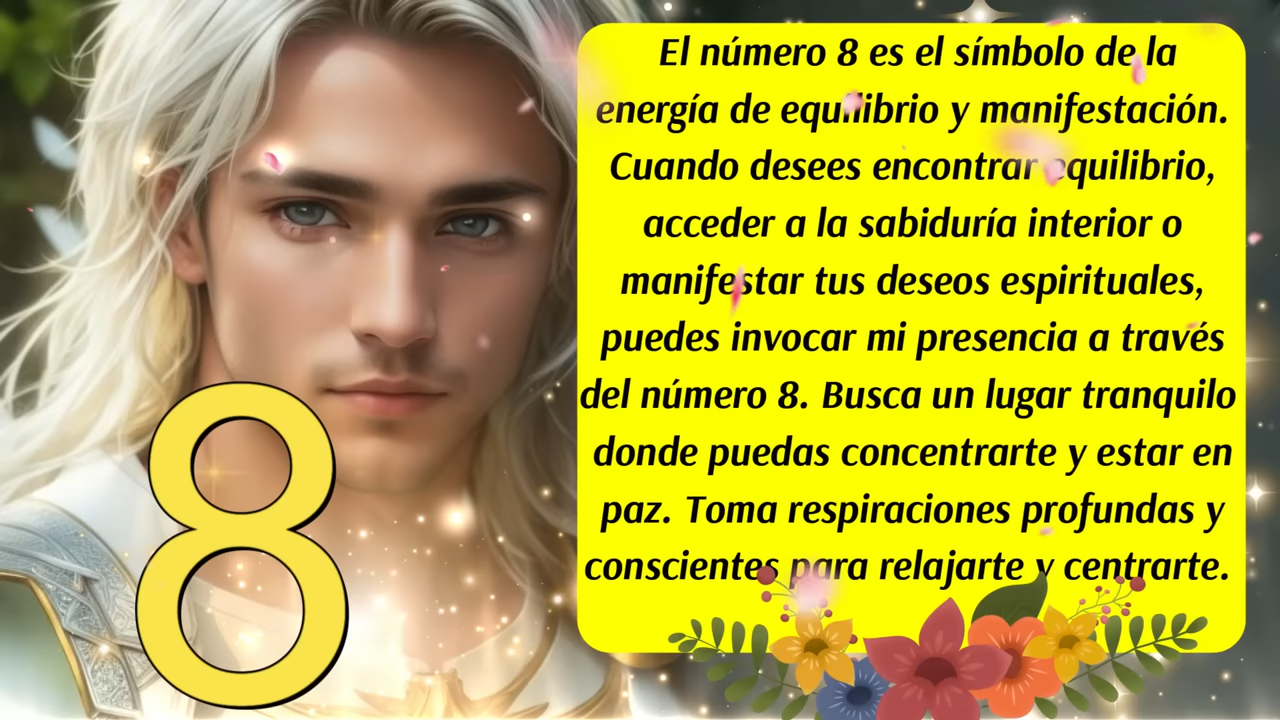 El número 8 es el símbolo de la
energía de equilibrio y manifestación.
Cuando desees encontrar equilibrio,
acceder a la sabiduría interior o
manifestar tus deseos espirituales,
puedes invocar mi presencia a través
del número 8. Busca un lugar tranquilo
donde puedas concentrarte y estar en
paz. Toma respiraciones profundas y
conscientes para relajarte y centrarte.
8